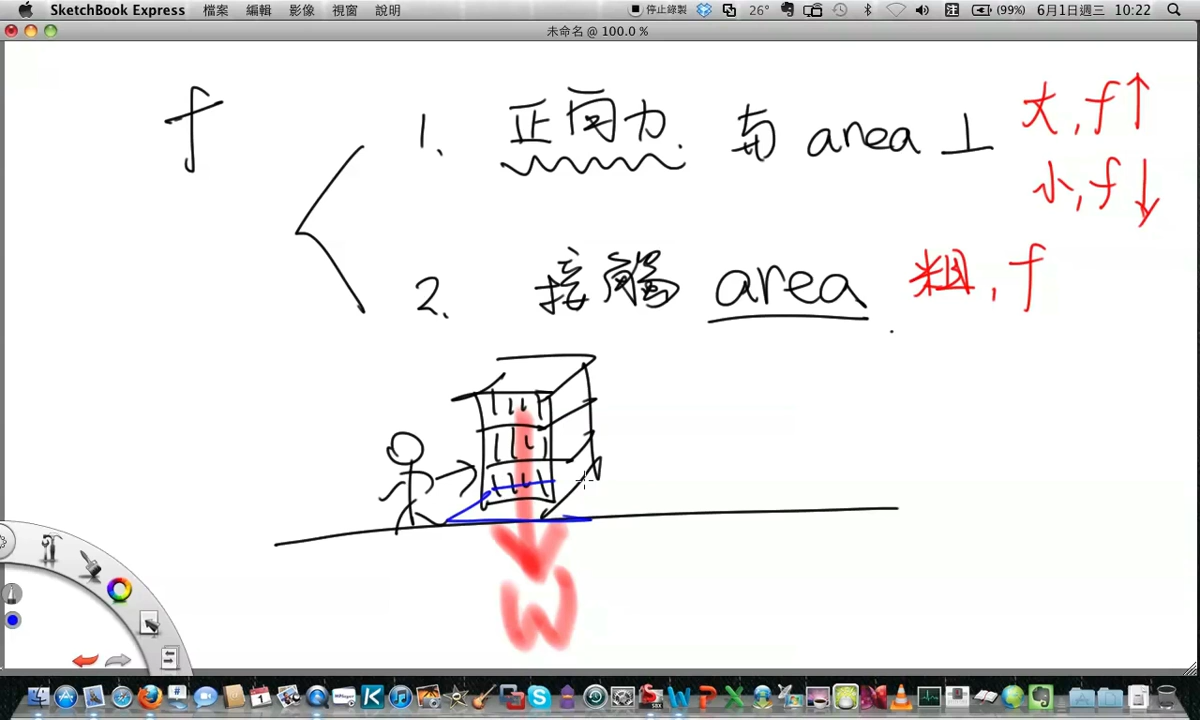 SketchBook Express 檔案 編輯 影像 視窗 說明 停止錄製 26° 注 (99%) 6月1日週三 10:22
未命名 @ 100.0 %
f
1. 正向力. 与 area ⊥ 大, f↑
小, f↓
2. 接觸 area 粗, f
W